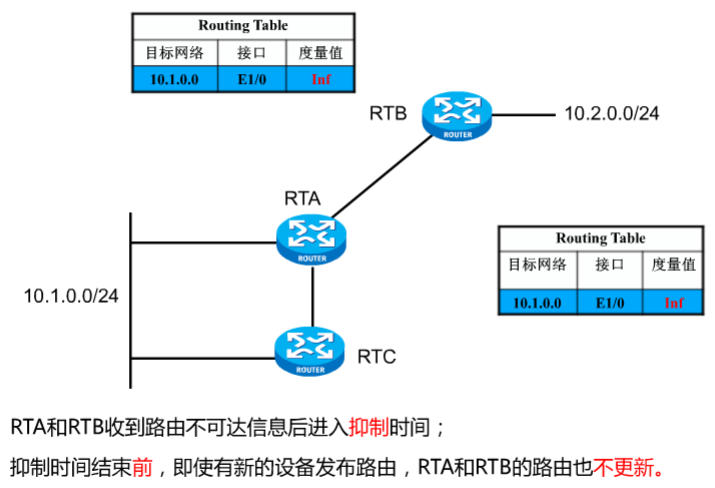 Routing Table
目标网络 接口 度量值
10.1.0.0 E1/0 Inf
RTB
ROUTER
10.2.0.0/24
RTA
ROUTER
Routing Table
目标网络 接口 度量值
10.1.0.0 E1/0 Inf
10.1.0.0/24
ROUTER
RTC
RTA和RTB收到路由不可达信息后进入抑制时间；
抑制时间结束前，即使有新的设备发布路由，RTA和RTB的路由也不更新。